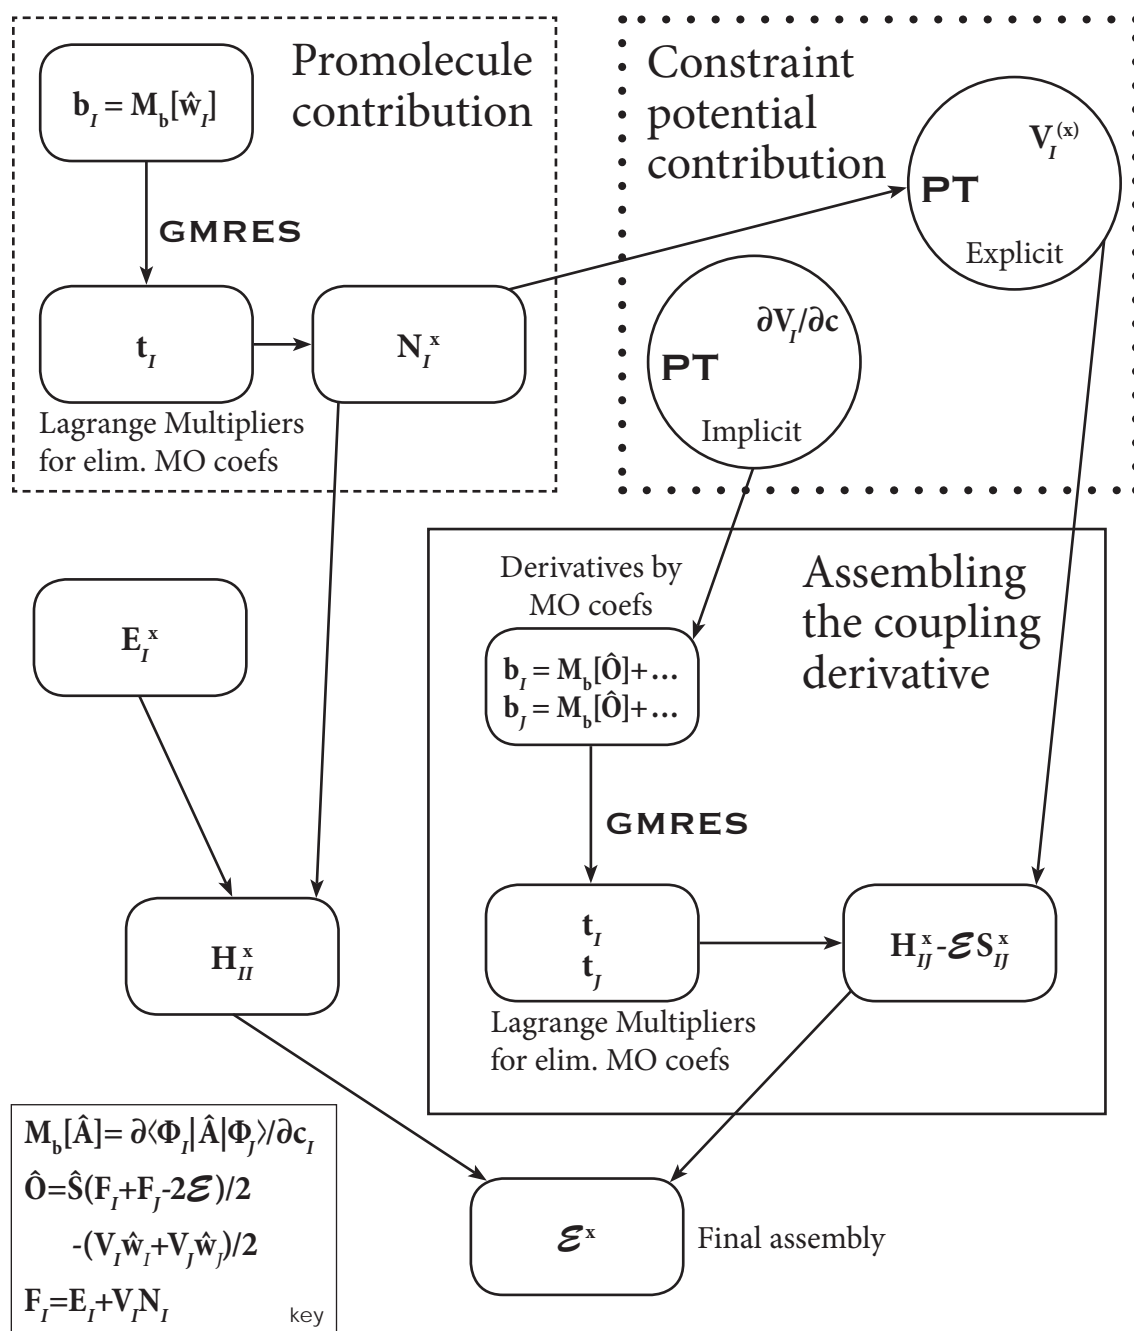 Promolecule
contribution
b_I = M_b[ŵ_I]
GMRES
t_I
N_I^x
Lagrange Multipliers
for elim. MO coefs
Constraint
potential
contribution
V_I^(x)
PT
Explicit
∂V_I/∂c
PT
Implicit
Assembling
the coupling
derivative
Derivatives by
MO coefs
b_I = M_b[Ô]+...
b_J = M_b[Ô]+...
GMRES
t_I
t_J
Lagrange Multipliers
for elim. MO coefs
H_IJ^x-ℰS_IJ^x
E_I^x
H_II^x
ℰ^x
Final assembly
M_b[Â]= ∂⟨Φ_I|Â|Φ_J⟩/∂c_I
Ô=Ŝ(F_I+F_J-2ℰ)/2
-(V_Iŵ_I+V_Jŵ_J)/2
F_I=E_I+V_IN_I
key